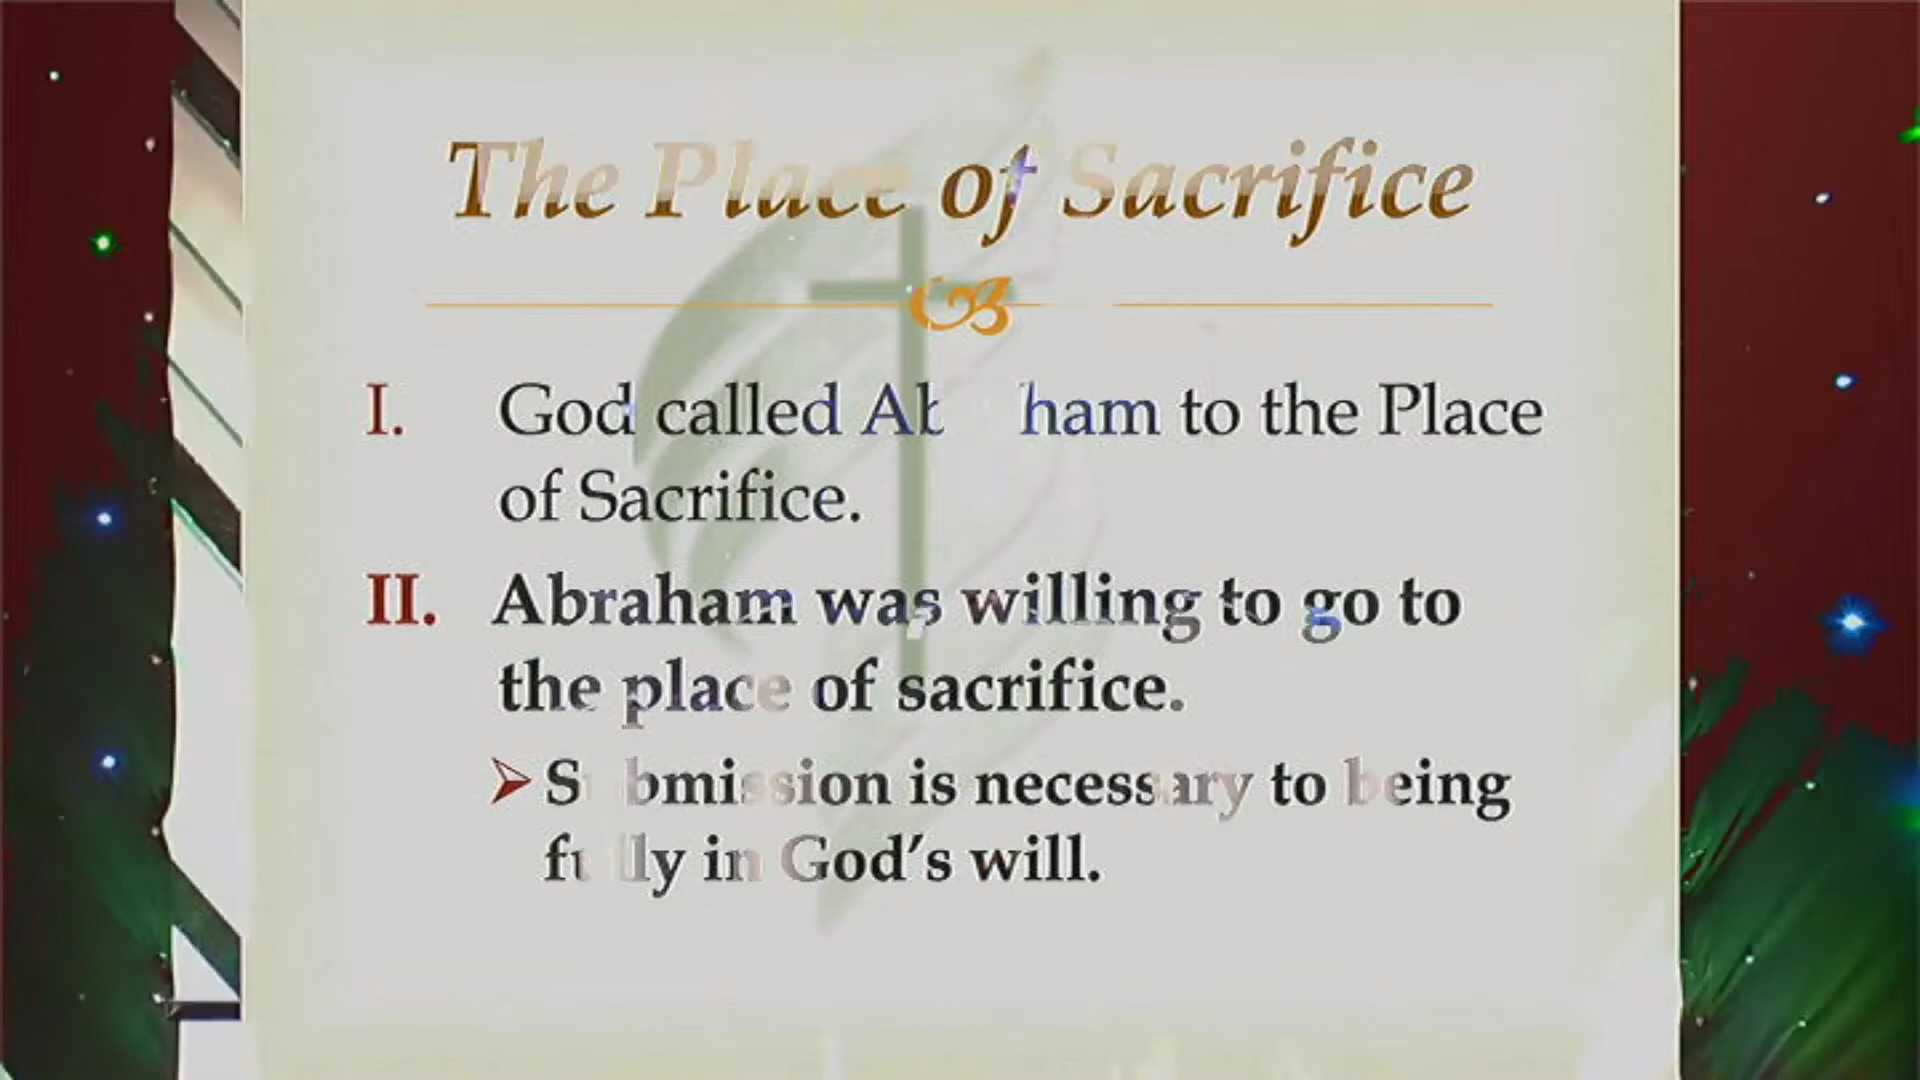 The Place of Sacrifice
I. God called Abraham to the Place
of Sacrifice.
II. Abraham was willing to go to
the place of sacrifice.
➢ Submission is necessary to being
fully in God's will.